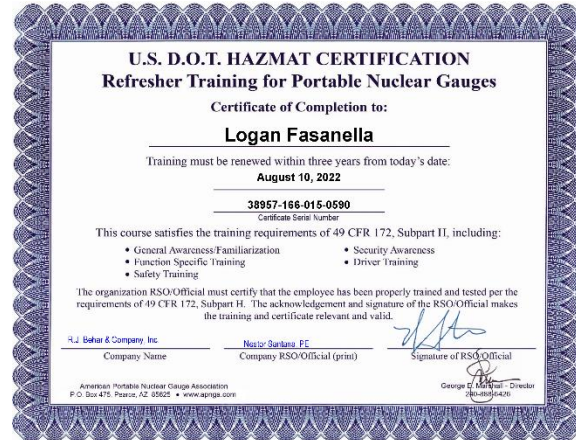 U.S. D.O.T. HAZMAT CERTIFICATION
Refresher Training for Portable Nuclear Gauges
Certificate of Completion to:
Logan Fasanella
Training must be renewed within three years from today's date:
August 10, 2022
38957-166-015-0590
Certificate Serial Number
This course satisfies the training requirements of 49 CFR 172, Subpart H, including:
• General Awareness/Familiarization
• Function Specific Training
• Safety Training
• Security Awareness
• Driver Training
The organization RSO/Official must certify that the employee has been properly trained and tested per the
requirements of 49 CFR 172, Subpart H. The acknowledgement and signature of the RSO/Official makes
the training and certificate relevant and valid.
R.J. Behar & Company, Inc.
Company Name
Nestor Santana, PE
Company RSO/Official (print)
Signature of RSO/Official
American Portable Nuclear Gauge Association
P.O. Box 475, Pearce, AZ 85625 • www.apnga.com
George D. Marshall - Director